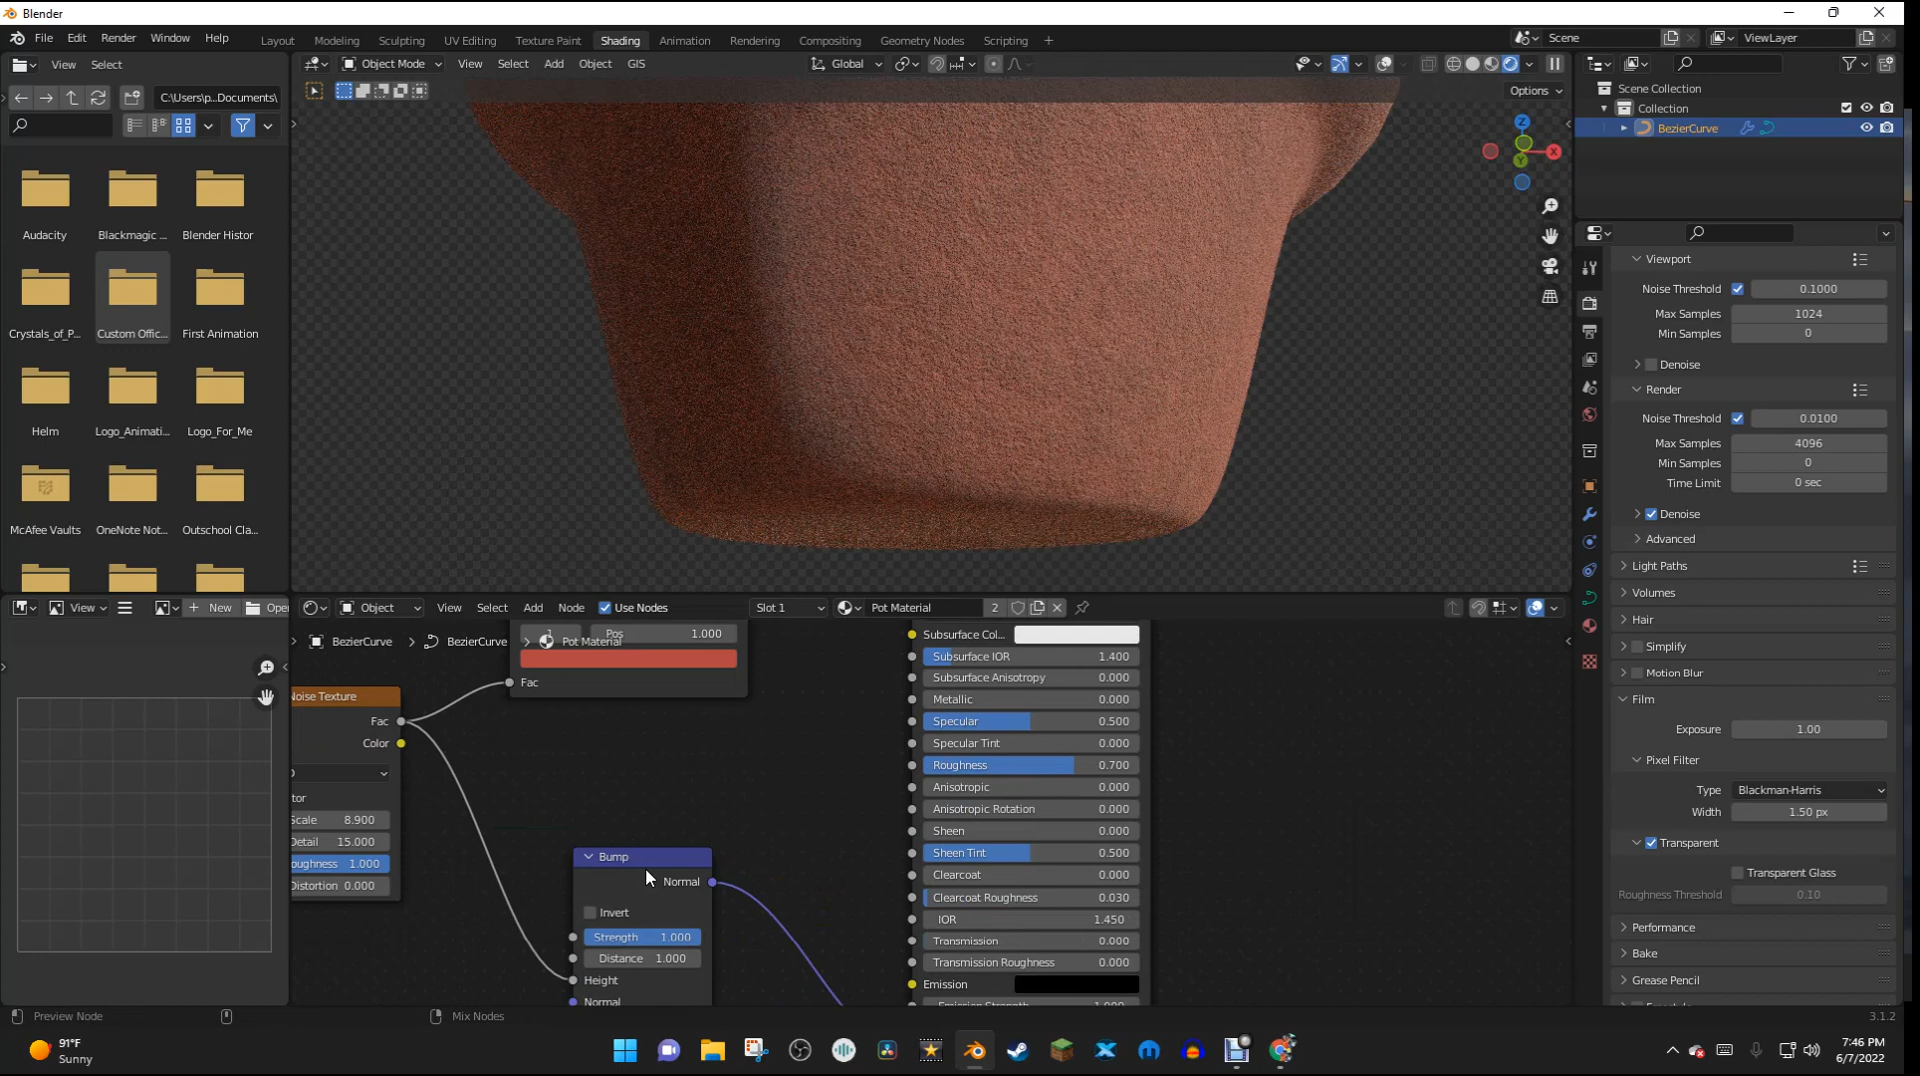 Blender
File Edit Render Window Help
Layout Modeling Sculpting UV Editing Texture Paint Shading Animation Rendering Compositing Geometry Nodes Scripting +
Scene
ViewLayer
View Select
C:\Users\p...Documents\
Audacity
Blackmagic ...
Blender Histor
Crystals_of_P...
Custom Offic...
First Animation
Helm
Logo_Animati...
Logo_For_Me
McAfee Vaults
OneNote Not...
Outschool Cla...
Object Mode View Select Add Object GIS
Global
Options
Z
X
Y
Scene Collection
Collection
BezierCurve
Viewport
Noise Threshold 0.1000
Max Samples 1024
Min Samples 0
Denoise
Render
Noise Threshold 0.0100
Max Samples 4096
Min Samples 0
Time Limit 0 sec
Denoise
Advanced
Light Paths
Volumes
Hair
Simplify
Motion Blur
Film
Exposure 1.00
Pixel Filter
Type Blackman-Harris
Width 1.50 px
Transparent
Transparent Glass
Roughness Threshold 0.10
Performance
Bake
Grease Pencil
View
New
Open
Object View Select Add Node Use Nodes
Slot 1
Pot Material 2
BezierCurve > BezierCurve > Pot Material
1 Pos 1.000
Fac
Noise Texture
Fac
Color
Scale 8.900
Detail 15.000
oughness 1.000
Distortion 0.000
Bump
Normal
Invert
Strength 1.000
Distance 1.000
Height
Normal
Subsurface Col...
Subsurface IOR 1.400
Subsurface Anisotropy 0.000
Metallic 0.000
Specular 0.500
Specular Tint 0.000
Roughness 0.700
Anisotropic 0.000
Anisotropic Rotation 0.000
Sheen 0.000
Sheen Tint 0.500
Clearcoat 0.000
Clearcoat Roughness 0.030
IOR 1.450
Transmission 0.000
Transmission Roughness 0.000
Emission
Emission Strength 1.000
Preview Node
Mix Nodes
3.1.2
91°F
Sunny
7:46 PM
6/7/2022